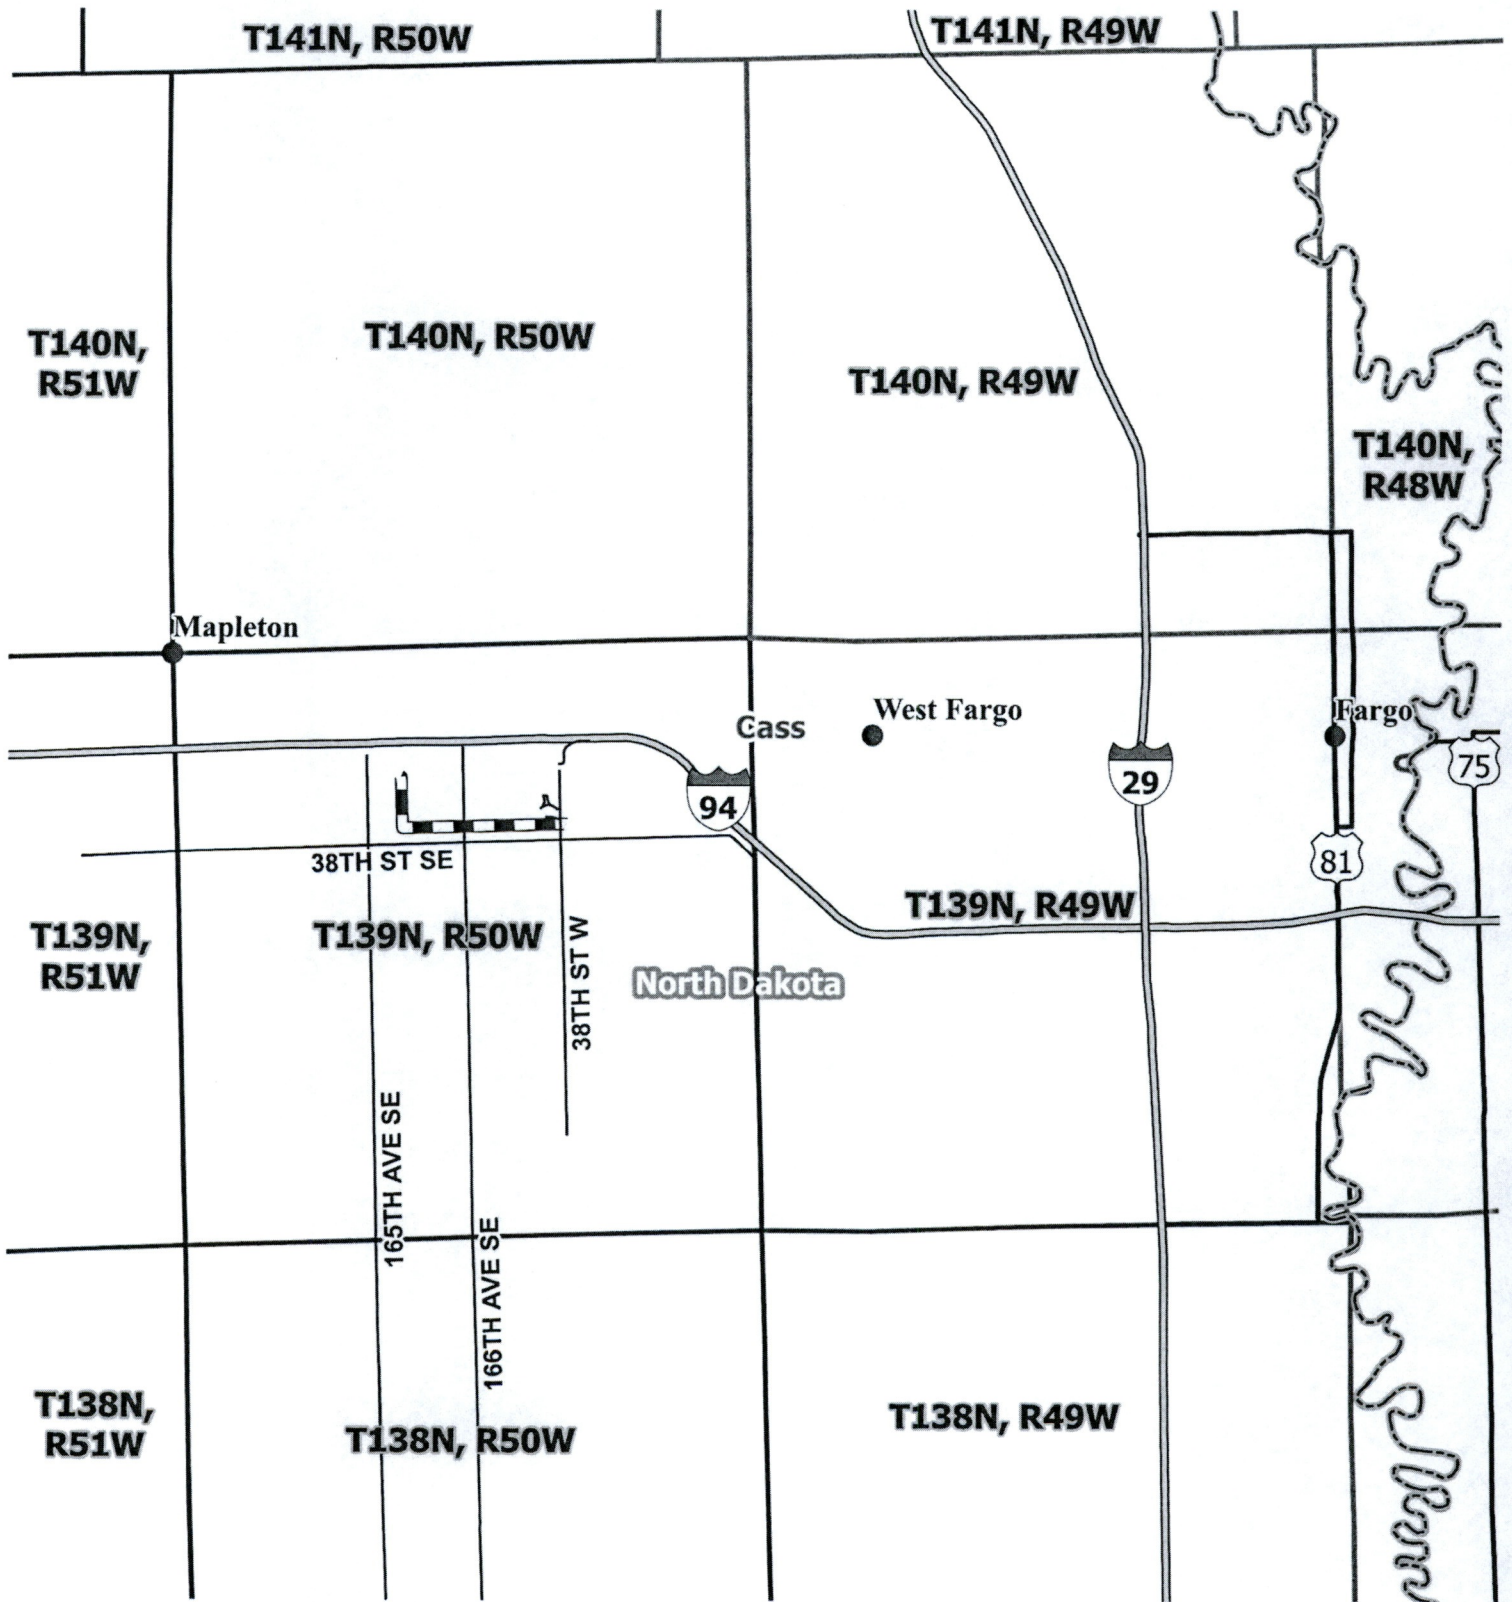 T141N, R50W
T141N, R49W
T140N,
R51W
T140N, R50W
T140N, R49W
T140N,
R48W
Mapleton
Cass
West Fargo
Fargo
94
29
75
81
38TH ST SE
T139N,
R51W
T139N, R50W
T139N, R49W
38TH ST W
North Dakota
165TH AVE SE
166TH AVE SE
T138N,
R51W
T138N, R50W
T138N, R49W